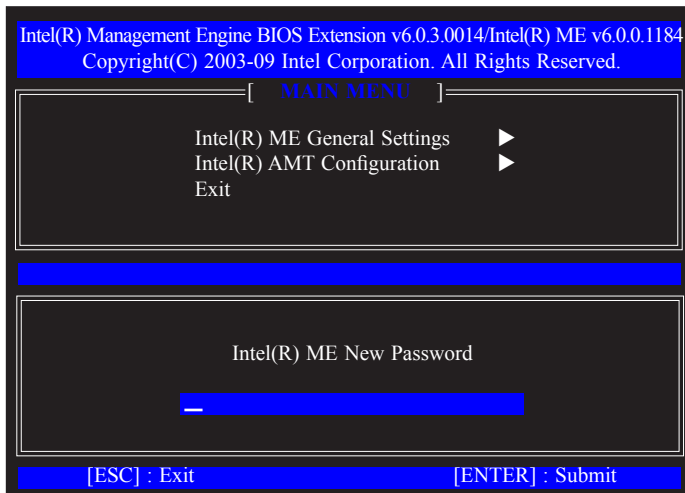 Intel(R) Management Engine BIOS Extension v6.0.3.0014/Intel(R) ME v6.0.0.1184
Copyright(C) 2003-09 Intel Corporation. All Rights Reserved.
[ MAIN MENU ]
Intel(R) ME General Settings ▶
Intel(R) AMT Configuration ▶
Exit
Intel(R) ME New Password
[ESC] : Exit [ENTER] : Submit